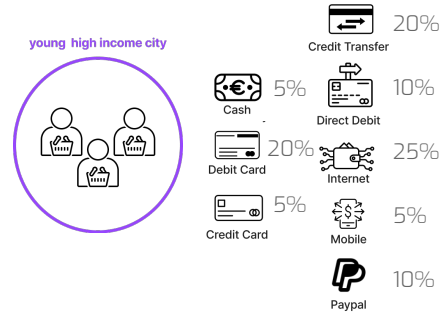 young high income city
20%
Credit Transfer
5%
Cash
10%
Direct Debit
20%
Debit Card
25%
Internet
5%
Credit Card
5%
Mobile
10%
Paypal